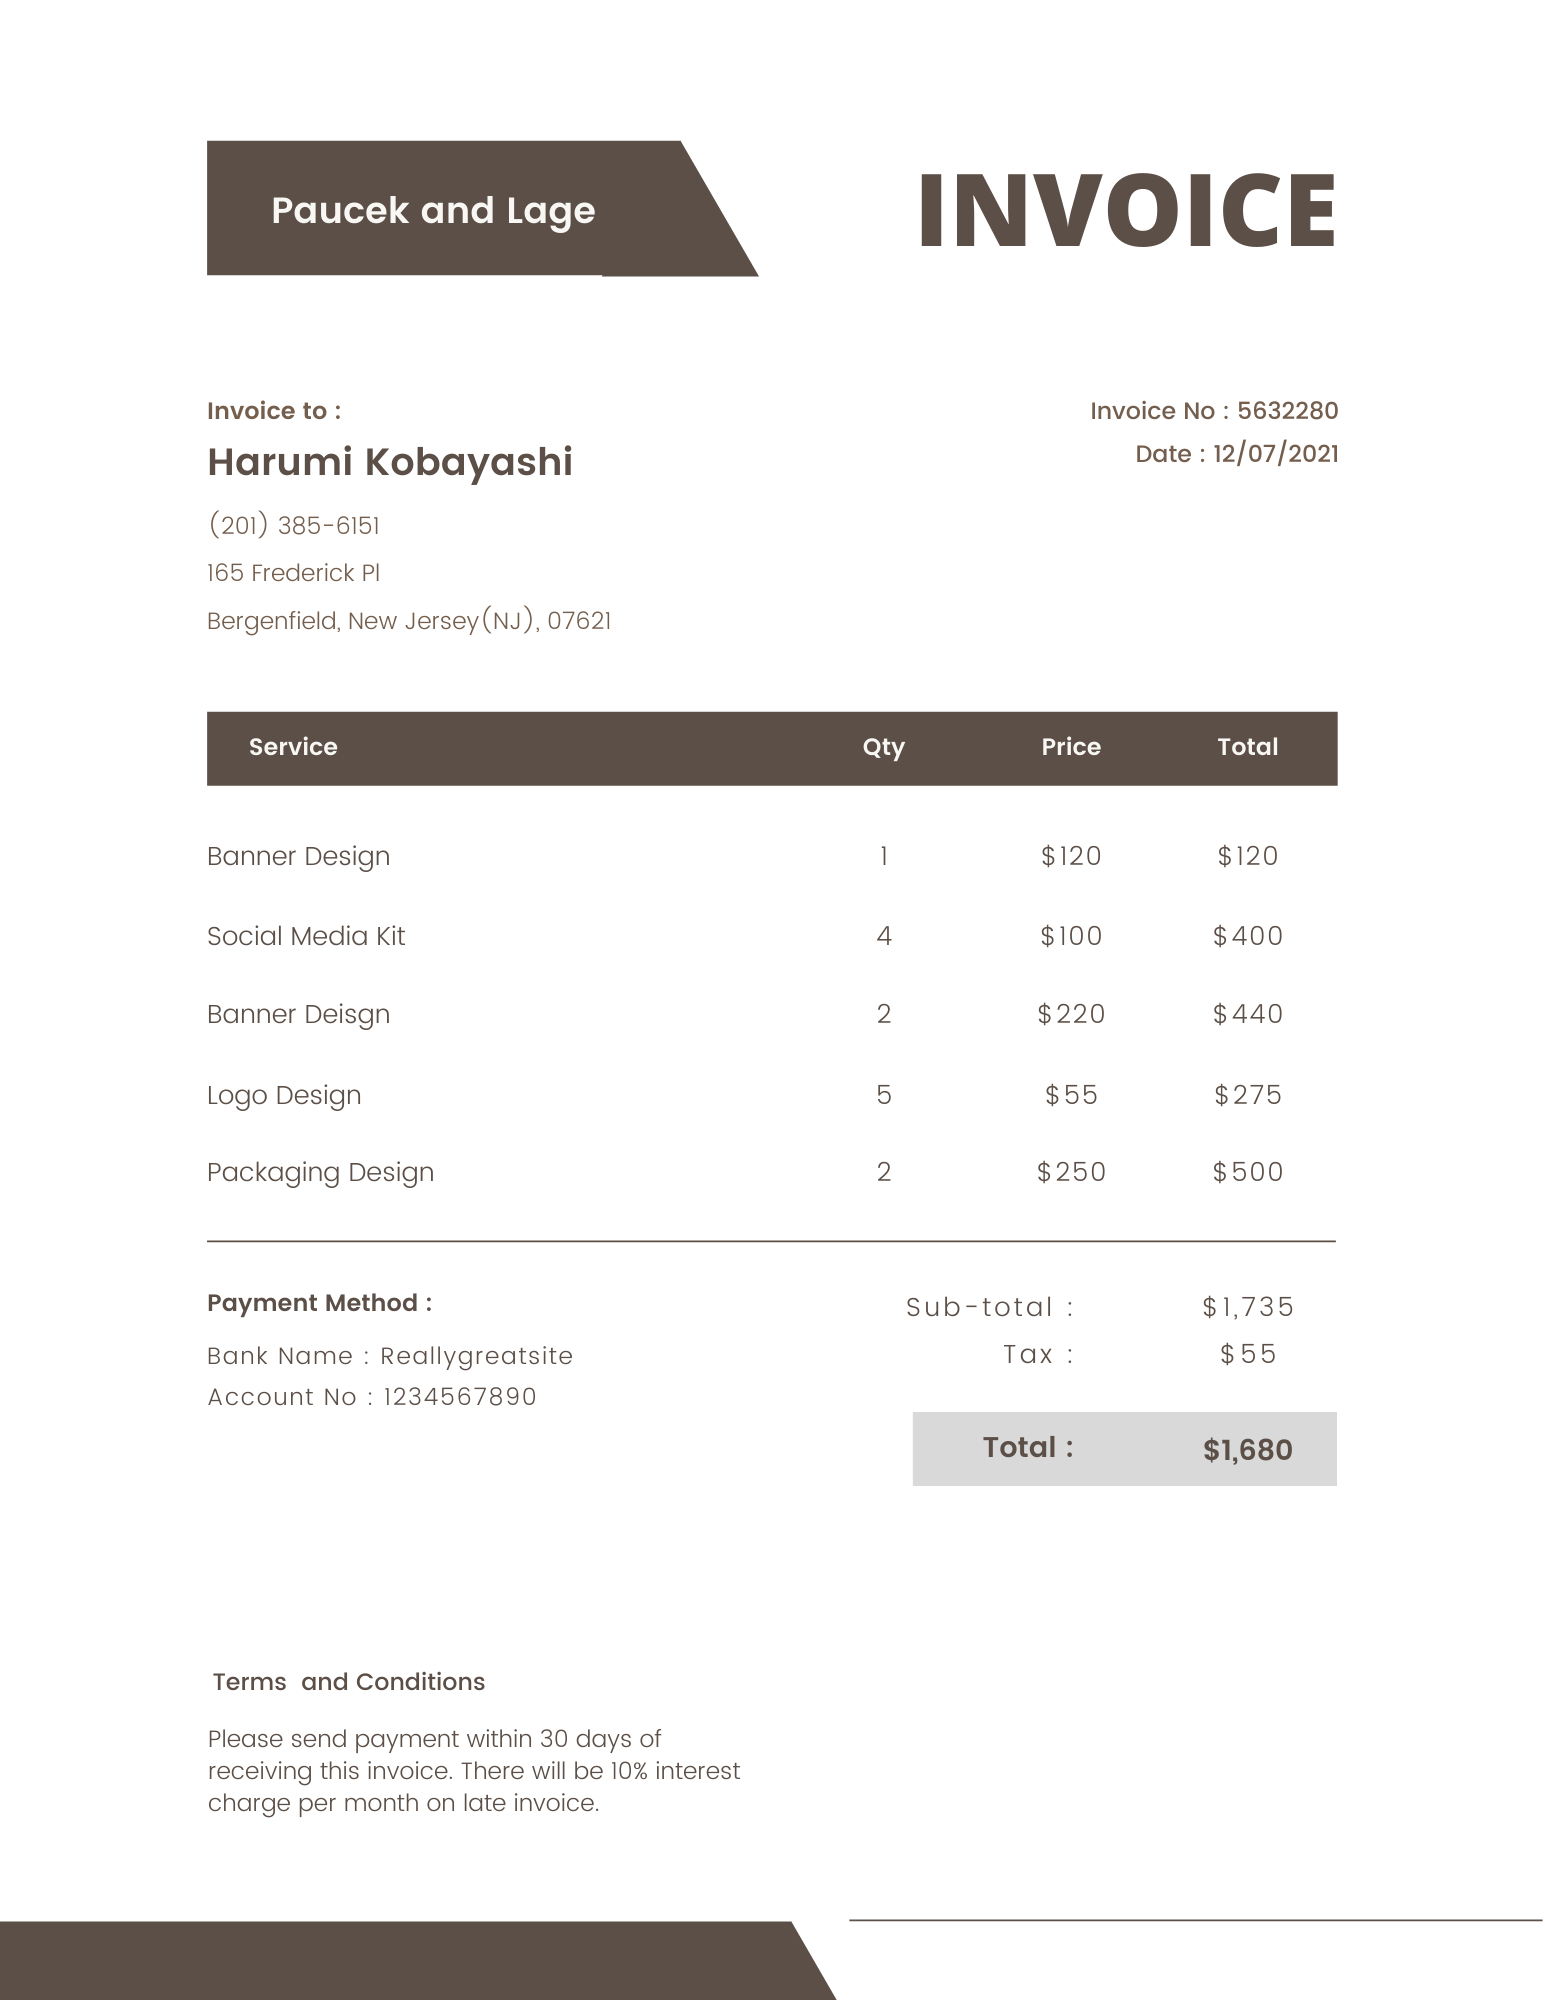 Paucek and Lage
INVOICE
Invoice to :
Harumi Kobayashi
(201) 385-6151
165 Frederick Pl
Bergenfield, New Jersey(NJ), 07621
Invoice No : 5632280
Date : 12/07/2021
Service Qty Price Total
Banner Design 1 $120 $120
Social Media Kit 4 $100 $400
Banner Deisgn 2 $220 $440
Logo Design 5 $55 $275
Packaging Design 2 $250 $500
Payment Method :
Bank Name : Reallygreatsite
Account No : 1234567890
Sub-total : $1,735
Tax : $55
Total : $1,680
Terms and Conditions
Please send payment within 30 days of
receiving this invoice. There will be 10% interest
charge per month on late invoice.